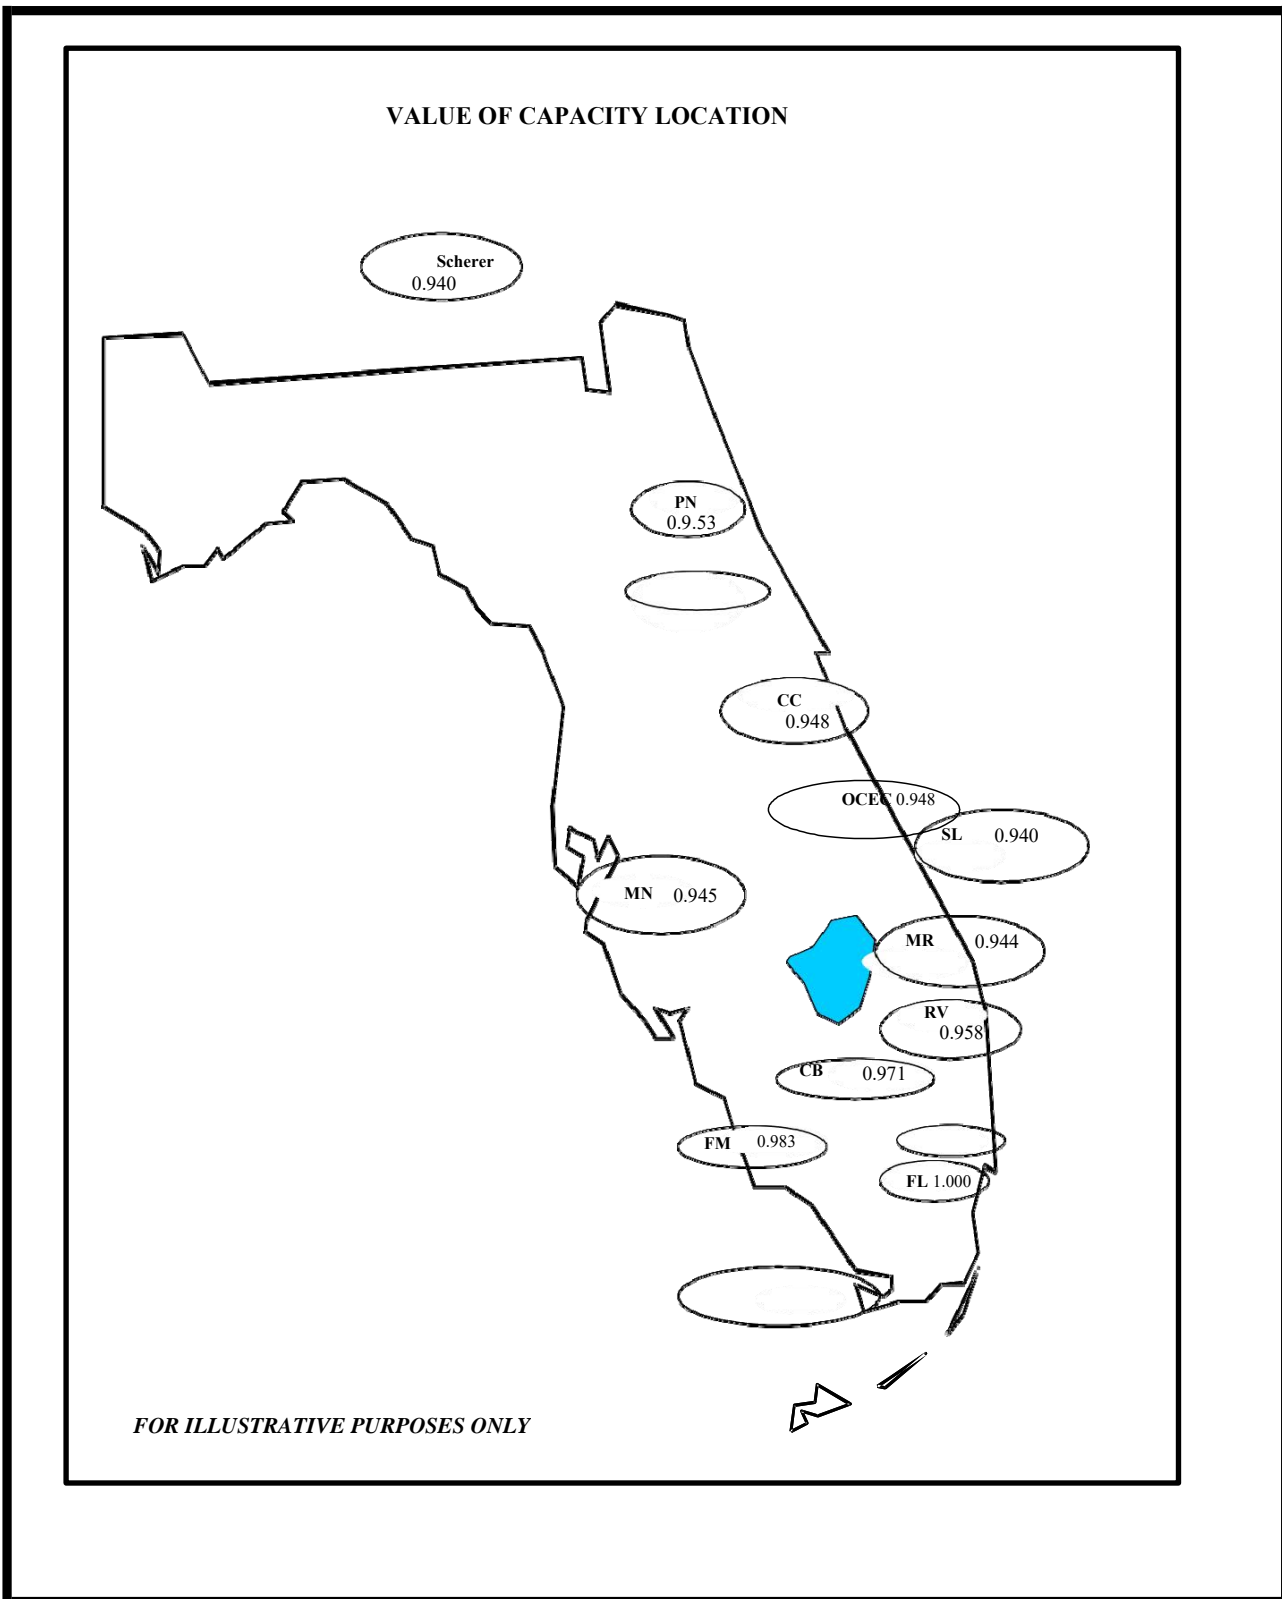 VALUE OF CAPACITY LOCATION
Scherer
0.940
PN
0.9.53
CC
0.948
OCEC 0.948
SL 0.940
MN 0.945
MR 0.944
RV
0.958
CB 0.971
FM 0.983
FL 1.000
FOR ILLUSTRATIVE PURPOSES ONLY